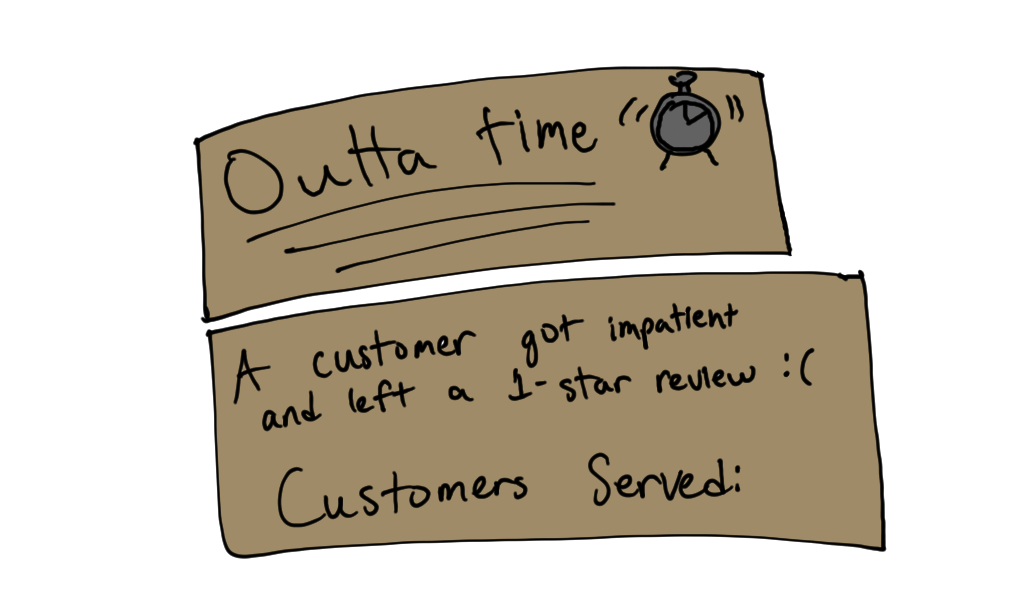 Outta time
A customer got impatient
and left a 1-star review :(
Customers Served: